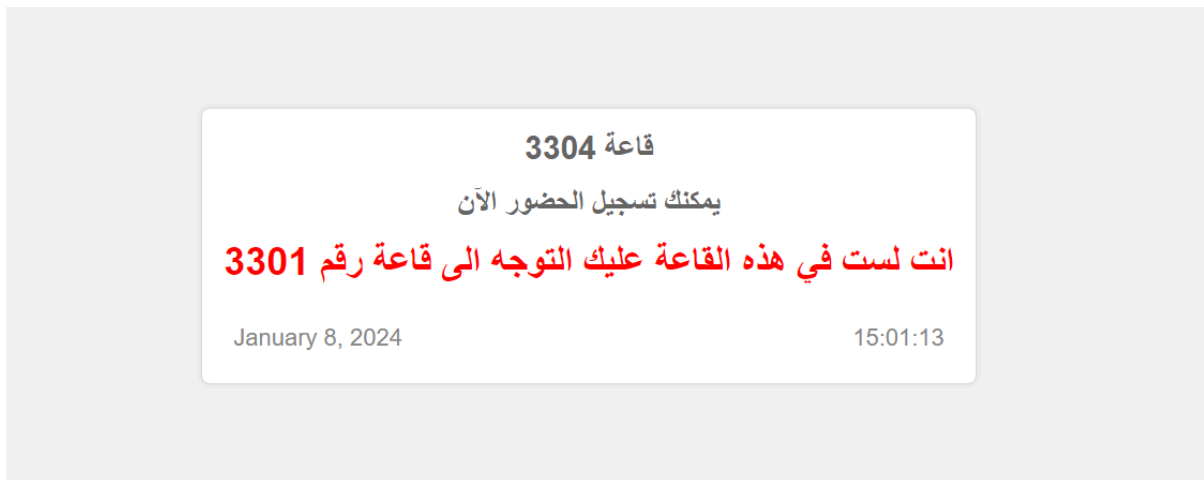 قاعة 3304
يمكنك تسجيل الحضور الآن
انت لست في هذه القاعة عليك التوجه الى قاعة رقم 3301
January 8, 2024
15:01:13